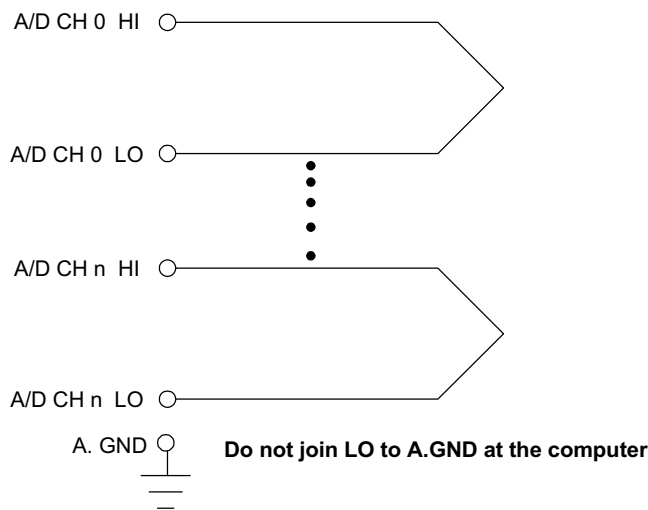 A/D CH 0 HI
A/D CH 0 LO
A/D CH n HI
A/D CH n LO
A. GND
Do not join LO to A.GND at the computer